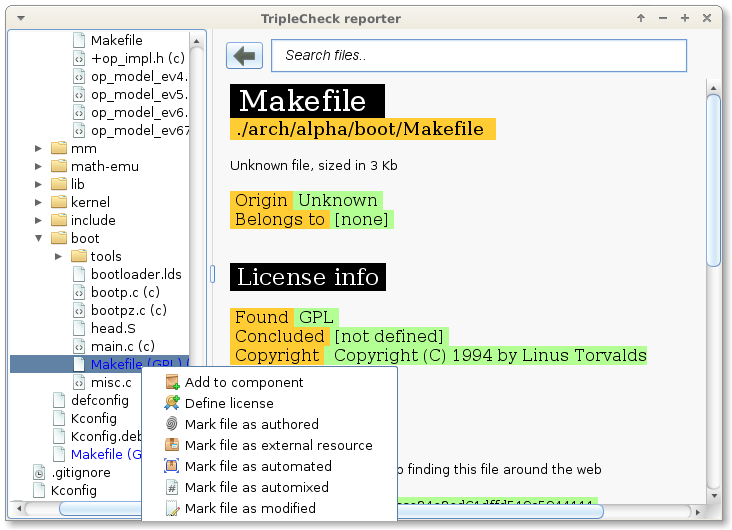 TripleCheck reporter
Makefile
+op_impl.h (c)
op_model_ev4.
op_model_ev5.
op_model_ev6.
op_model_ev67
mm
math-emu
lib
kernel
include
boot
tools
bootloader.lds
bootp.c (c)
bootpz.c (c)
head.S
main.c (c)
Makefile (GPL) (
misc.c
defconfig
Kconfig
Kconfig.deb
Makefile (G
.gitignore
Kconfig
Search files..
Makefile
./arch/alpha/boot/Makefile
Unknown file, sized in 3 Kb
Origin Unknown
Belongs to [none]
License info
Found GPL
Concluded [not defined]
Copyright Copyright (C) 1994 by Linus Torvalds
Add to component
Define license
Mark file as authored
Mark file as external resource
Mark file as automated
Mark file as automixed
Mark file as modified
finding this file around the web